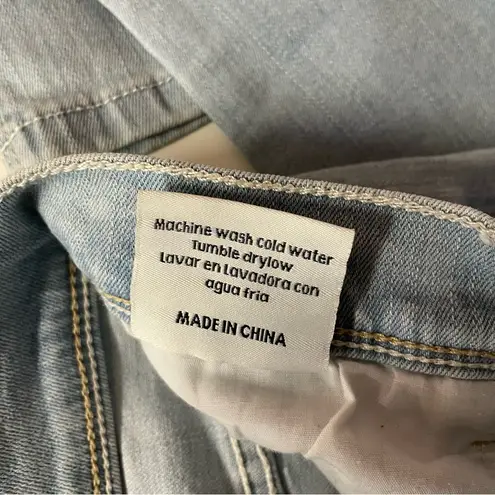 Machine wash cold water
Tumble drylow
Lavar en Lavadora con
agua fria
MADE IN CHINA